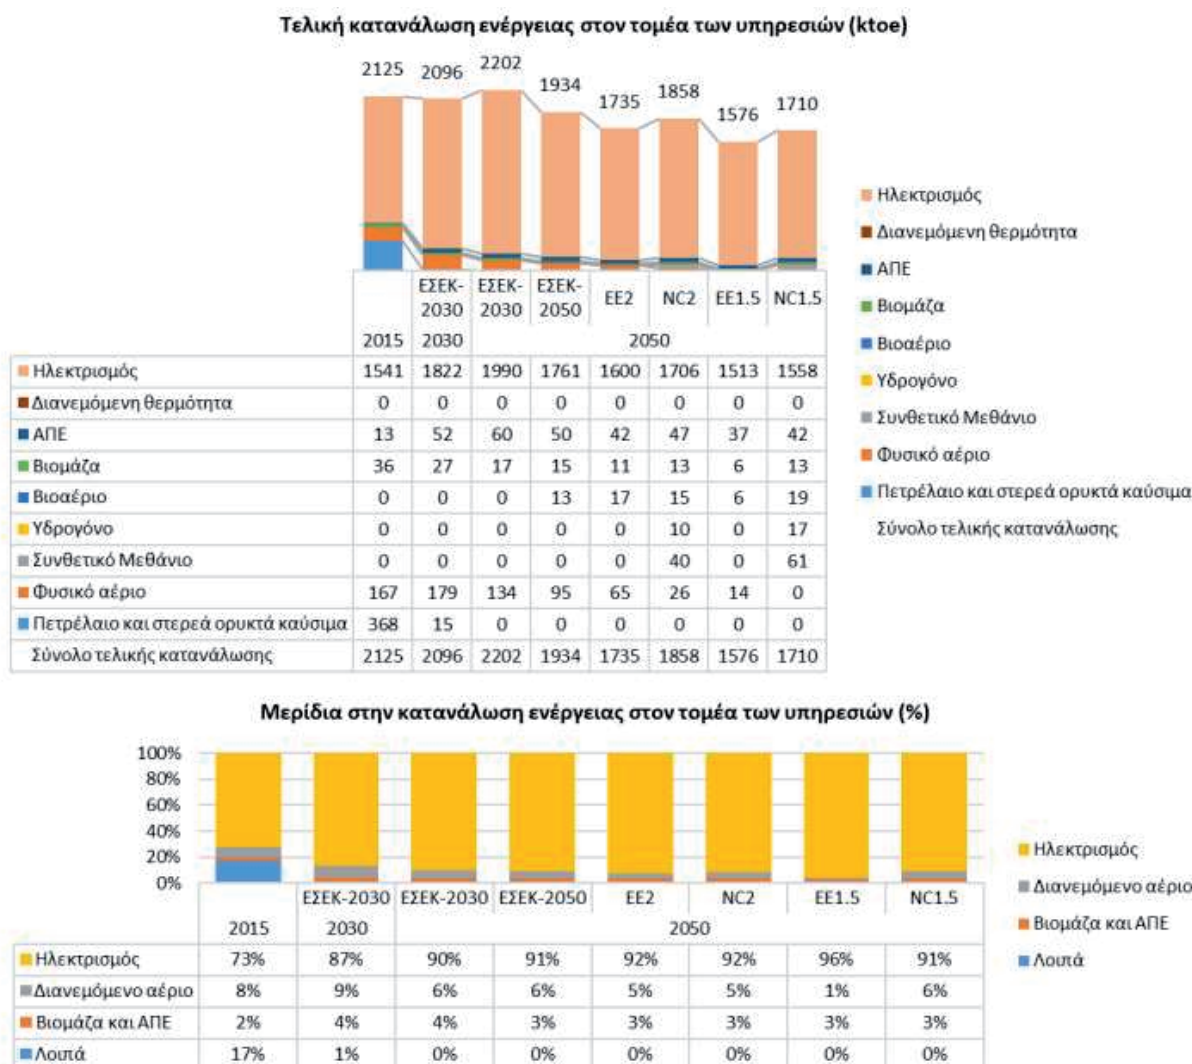 Τελική κατανάλωση ενέργειας στον τομέα των υπηρεσιών (ktoe)
2125 2096 2202 1934 1735 1858 1576 1710
Ηλεκτρισμός
Διανεμόμενη θερμότητα
ΑΠΕ
Βιομάζα
Βιοαέριο
Υδρογόνο
Συνθετικό Μεθάνιο
Φυσικό αέριο
Πετρέλαιο και στερεά ορυκτά καύσιμα
Σύνολο τελικής κατανάλωσης
ΕΣΕΚ- ΕΣΕΚ- ΕΣΕΚ- ΕΕ2 NC2 ΕΕ1.5 NC1.5
2030 2030 2050
2015 2030 2050
Ηλεκτρισμός 1541 1822 1990 1761 1600 1706 1513 1558
Διανεμόμενη θερμότητα 0 0 0 0 0 0 0 0
ΑΠΕ 13 52 60 50 42 47 37 42
Βιομάζα 36 27 17 15 11 13 6 13
Βιοαέριο 0 0 0 13 17 15 6 19
Υδρογόνο 0 0 0 0 0 10 0 17
Συνθετικό Μεθάνιο 0 0 0 0 0 40 0 61
Φυσικό αέριο 167 179 134 95 65 26 14 0
Πετρέλαιο και στερεά ορυκτά καύσιμα 368 15 0 0 0 0 0 0
Σύνολο τελικής κατανάλωσης 2125 2096 2202 1934 1735 1858 1576 1710
Μερίδια στην κατανάλωση ενέργειας στον τομέα των υπηρεσιών (%)
100%
80%
60%
40%
20%
0%
Ηλεκτρισμός
Διανεμόμενο αέριο
Βιομάζα και ΑΠΕ
Λοιπά
ΕΣΕΚ-2030 ΕΣΕΚ-2030 ΕΣΕΚ-2050 ΕΕ2 NC2 ΕΕ1.5 NC1.5
2015 2030 2050
Ηλεκτρισμός 73% 87% 90% 91% 92% 92% 96% 91%
Διανεμόμενο αέριο 8% 9% 6% 6% 5% 5% 1% 6%
Βιομάζα και ΑΠΕ 2% 4% 4% 3% 3% 3% 3% 3%
Λοιπά 17% 1% 0% 0% 0% 0% 0% 0%